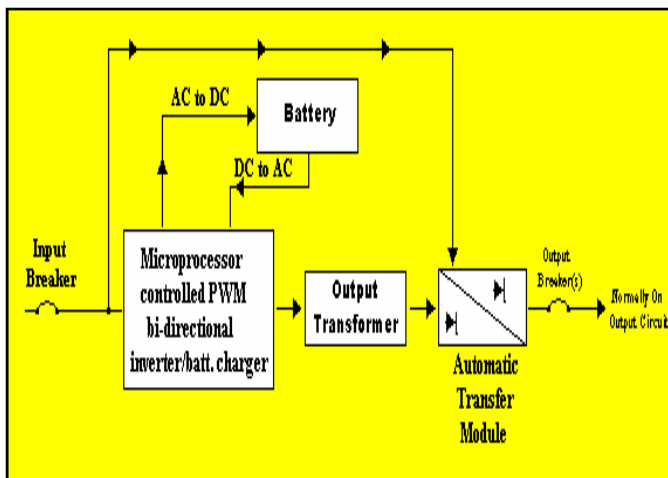 AC to DC
Battery
DC to AC
Input
Breaker
Microprocessor
controlled PWM
bi-directional
inverter/batt. charger
Output
Transformer
Output
Breaker(s)
Normally On
Output Circuit
Automatic
Transfer
Module